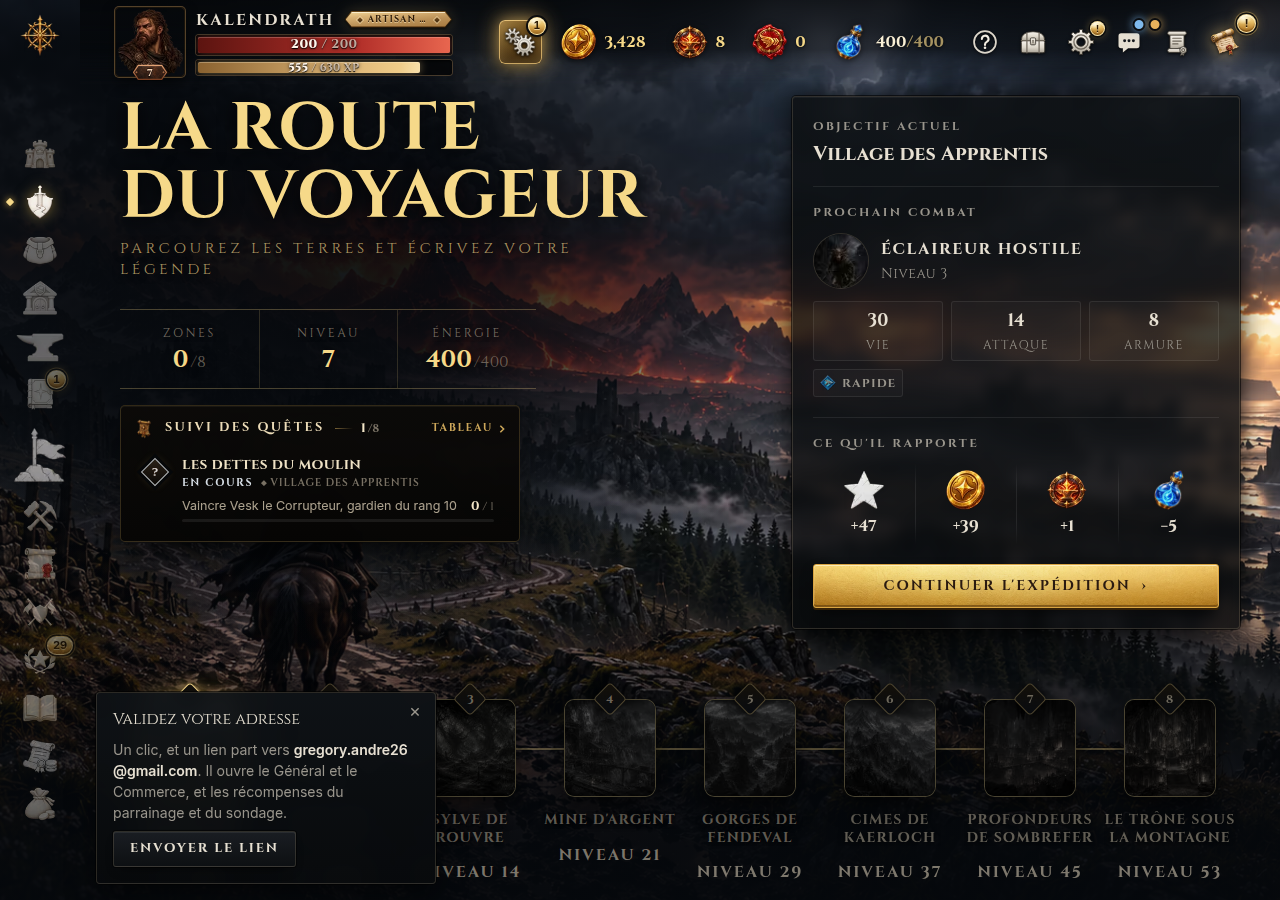 KALENDRATH
ARTISAN ...
200 / 200
555 / 630 XP
7
1
3,428
8
0
400/400
!
!
LA ROUTE
DU VOYAGEUR
PARCOUREZ LES TERRES ET ÉCRIVEZ VOTRE
LÉGENDE
ZONES
0/8
NIVEAU
7
ÉNERGIE
400/400
1
29
SUIVI DES QUÊTES
1/8
TABLEAU ›
?
LES DETTES DU MOULIN
EN COURS ◆ VILLAGE DES APPRENTIS
Vaincre Vesk le Corrupteur, gardien du rang 10
0 / 1
OBJECTIF ACTUEL
VILLAGE DES APPRENTIS
PROCHAIN COMBAT
ÉCLAIREUR HOSTILE
NIVEAU 3
30
VIE
14
ATTAQUE
8
ARMURE
RAPIDE
CE QU'IL RAPPORTE
+47
+39
+1
−5
CONTINUER L'EXPÉDITION ›
VALIDEZ VOTRE ADRESSE
✕
Un clic, et un lien part vers gregory.andre26
@gmail.com. Il ouvre le Général et le
Commerce, et les récompenses du
parrainage et du sondage.
ENVOYER LE LIEN
3
SYLVE DE
ROUVRE
NIVEAU 14
4
MINE D'ARGENT
NIVEAU 21
5
GORGES DE
FENDEVAL
NIVEAU 29
6
CIMES DE
KAERLOCH
NIVEAU 37
7
PROFONDEURS
DE SOMBREFER
NIVEAU 45
8
LE TRÔNE SOUS
LA MONTAGNE
NIVEAU 53